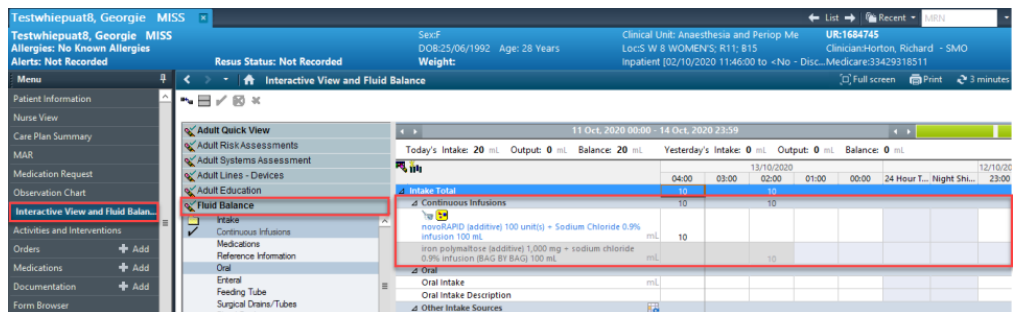 Testwhiepuat8, Georgie MISS
List
Recent
MRN
Testwhiepuat8, Georgie MISS
Allergies: No Known Allergies
Alerts: Not Recorded
Resus Status: Not Recorded
Sex:F
DOB:25/06/1992 Age: 28 Years
Weight:
Clinical Unit: Anaesthesia and Periop Me
Loc:S W 8 WOMEN'S; R11; B15
Inpatient [02/10/2020 11:46:00 to <No - Disc...
UR:1684745
Clinician:Horton, Richard - SMO
Medicare:33429318511
Menu
Interactive View and Fluid Balance
Full screen
Print
3 minutes
Patient Information
Nurse View
Care Plan Summary
MAR
Medication Request
Observation Chart
Interactive View and Fluid Balan...
Activities and Interventions
Orders + Add
Medications + Add
Documentation + Add
Form Browser
Adult Quick View
Adult Risk Assessments
Adult Systems Assessment
Adult Lines - Devices
Adult Education
Fluid Balance
Intake
Continuous Infusions
Medications
Reference Information
Oral
Enteral
Feeding Tube
Surgical Drains/Tubes
11 Oct, 2020 00:00 - 14 Oct, 2020 23:59
Today's Intake: 20 mL Output: 0 mL Balance: 20 mL Yesterday's Intake: 0 mL Output: 0 mL Balance: 0 mL
13/10/2020 12/10/20
04:00 03:00 02:00 01:00 00:00 24 Hour T... Night Shi... 23:00
Intake Total 10 10
Continuous Infusions 10 10
novoRAPID (additive) 100 unit(s) + Sodium Chloride 0.9%
infusion 100 mL mL 10
iron polymaltose (additive) 1,000 mg + sodium chloride
0.9% infusion (BAG BY BAG) 100 mL mL 10
Oral
Oral Intake mL
Oral Intake Description
Other Intake Sources